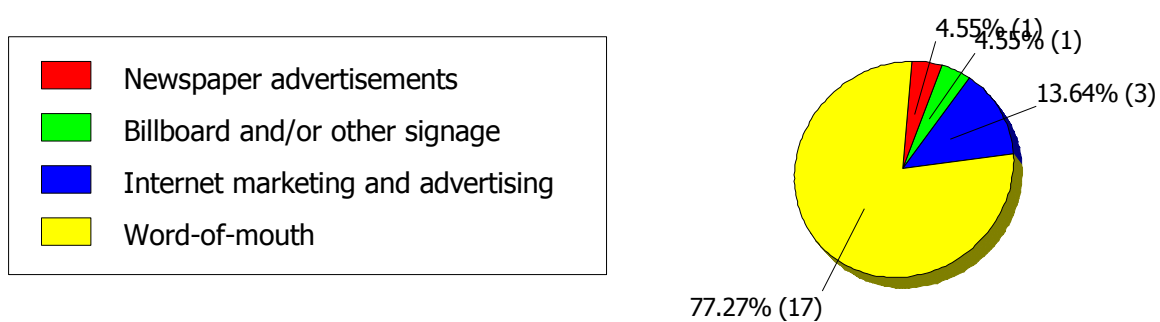 Newspaper advertisements
Billboard and/or other signage
Internet marketing and advertising
Word-of-mouth
4.55% (1)
4.55% (1)
13.64% (3)
77.27% (17)